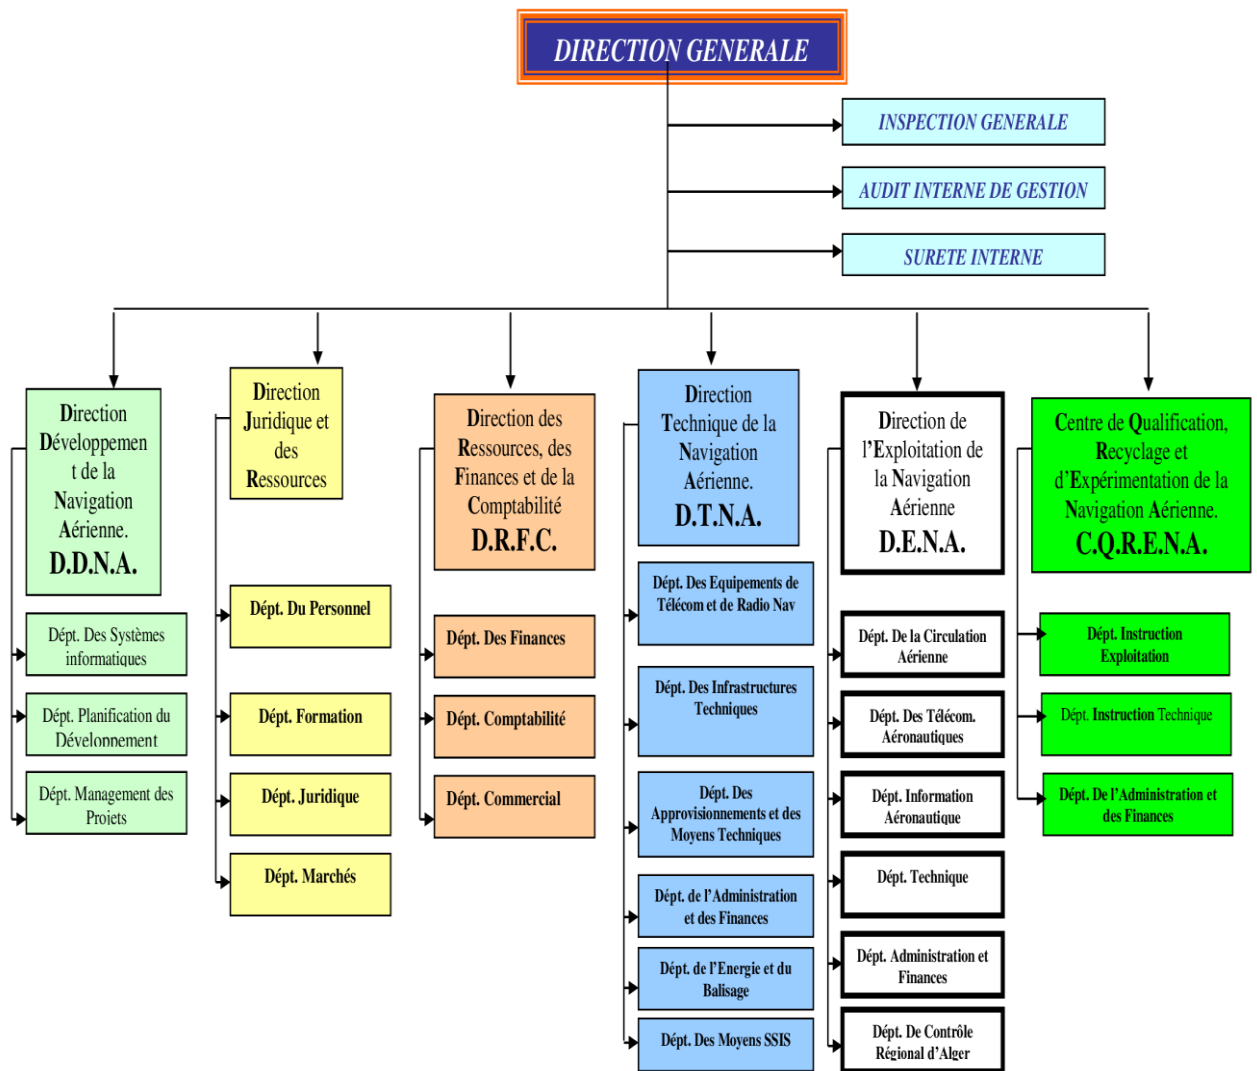 DIRECTION GENERALE
INSPECTION GENERALE
AUDIT INTERNE DE GESTION
SURETE INTERNE
Direction
Développemen
t de la
Navigation
Aérienne.
D.D.N.A.
Dépt. Des Systèmes
informatiques
Dépt. Planification du
Développement
Dépt. Management des
Projets
Direction
Juridique et
des
Ressources
Dépt. Du Personnel
Dépt. Formation
Dépt. Juridique
Dépt. Marchés
Direction des
Ressources, des
Finances et de la
Comptabilité
D.R.F.C.
Dépt. Des Finances
Dépt. Comptabilité
Dépt. Commercial
Direction
Technique de la
Navigation
Aérienne.
D.T.N.A.
Dépt. Des Equipements de
Télécom et de Radio Nav
Dépt. Des Infrastructures
Techniques
Dépt. Des
Approvisionnements et des
Moyens Techniques
Dépt. de l'Administration
et des Finances
Dépt. de l'Energie et du
Balisage
Dépt. Des Moyens SSIS
Direction de
l'Exploitation de
la Navigation
Aérienne
D.E.N.A.
Dépt. De la Circulation
Aérienne
Dépt. Des Télécom.
Aéronautiques
Dépt. Information
Aéronautique
Dépt. Technique
Dépt. Administration et
Finances
Dépt. De Contrôle
Régional d'Alger
Centre de Qualification,
Recyclage et
d'Expérimentation de la
Navigation Aérienne.
C.Q.R.E.N.A.
Dépt. Instruction
Exploitation
Dépt. Instruction Technique
Dépt. De l'Administration et
des Finances